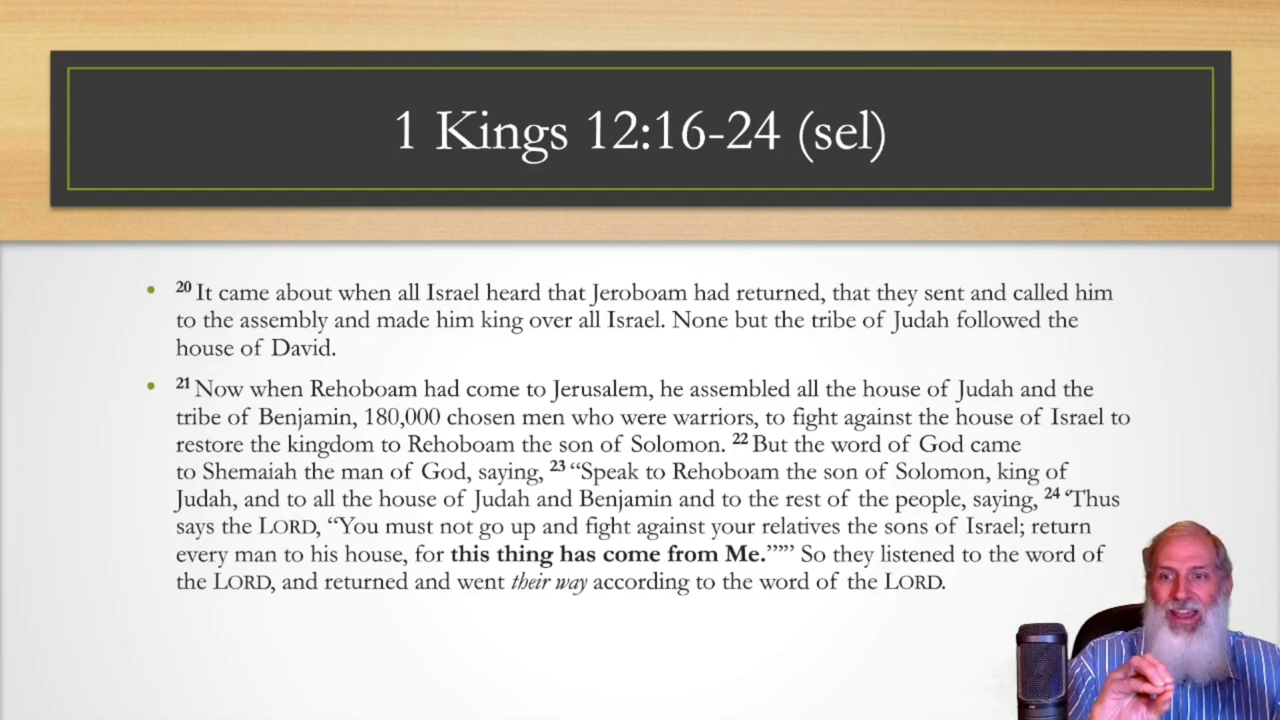 1 Kings 12:16-24 (sel)
• ²⁰ It came about when all Israel heard that Jeroboam had returned, that they sent and called him
to the assembly and made him king over all Israel. None but the tribe of Judah followed the
house of David.
• ²¹ Now when Rehoboam had come to Jerusalem, he assembled all the house of Judah and the
tribe of Benjamin, 180,000 chosen men who were warriors, to fight against the house of Israel to
restore the kingdom to Rehoboam the son of Solomon. ²² But the word of God came
to Shemaiah the man of God, saying, ²³ “Speak to Rehoboam the son of Solomon, king of
Judah, and to all the house of Judah and Benjamin and to the rest of the people, saying, ²⁴ ‘Thus
says the LORD, “You must not go up and fight against your relatives the sons of Israel; return
every man to his house, for this thing has come from Me.”’” So they listened to the word of
the LORD, and returned and went their way according to the word of the LORD.